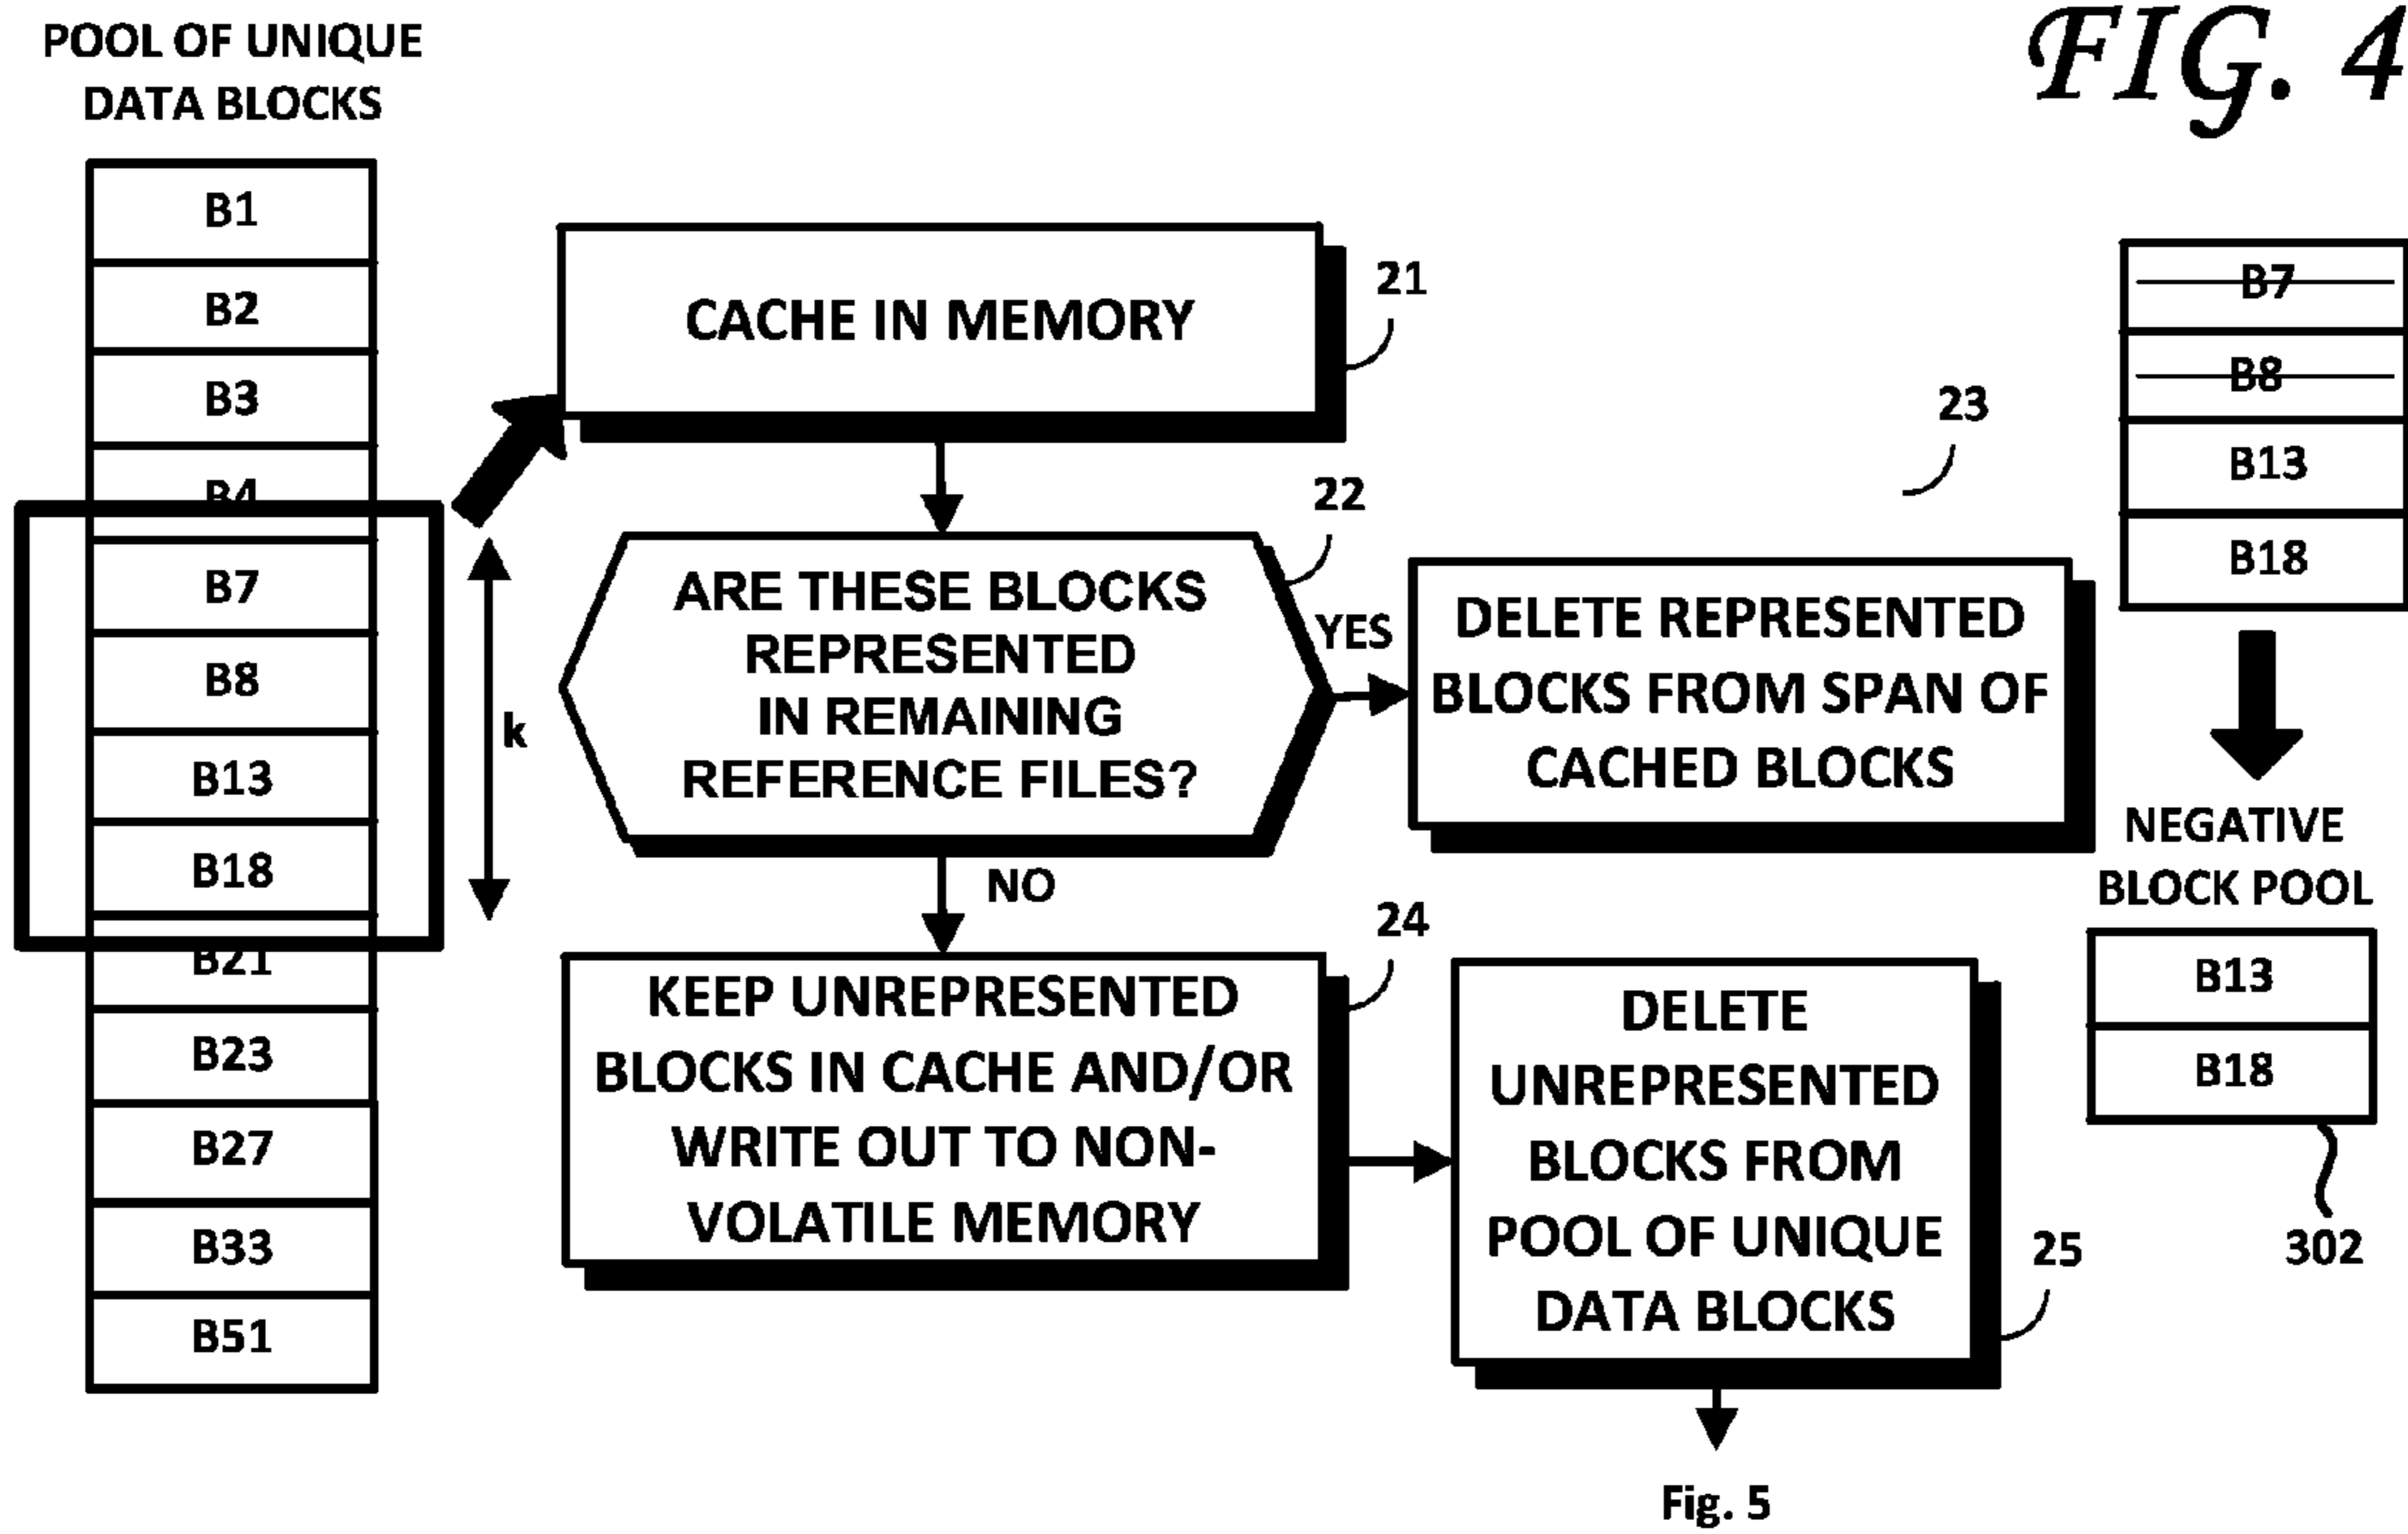 FIG. 4
POOL OF UNIQUE
DATA BLOCKS
B1
B2
B3
B4
B7
B8
B13
B18
B21
B23
B27
B33
B51
k
CACHE IN MEMORY
21
ARE THESE BLOCKS
REPRESENTED
IN REMAINING
REFERENCE FILES?
22
YES
DELETE REPRESENTED
BLOCKS FROM SPAN OF
CACHED BLOCKS
23
NO
KEEP UNREPRESENTED
BLOCKS IN CACHE AND/OR
WRITE OUT TO NON-
VOLATILE MEMORY
24
DELETE
UNREPRESENTED
BLOCKS FROM
POOL OF UNIQUE
DATA BLOCKS
25
Fig. 5
B7
B8
B13
B18
NEGATIVE
BLOCK POOL
B13
B18
302